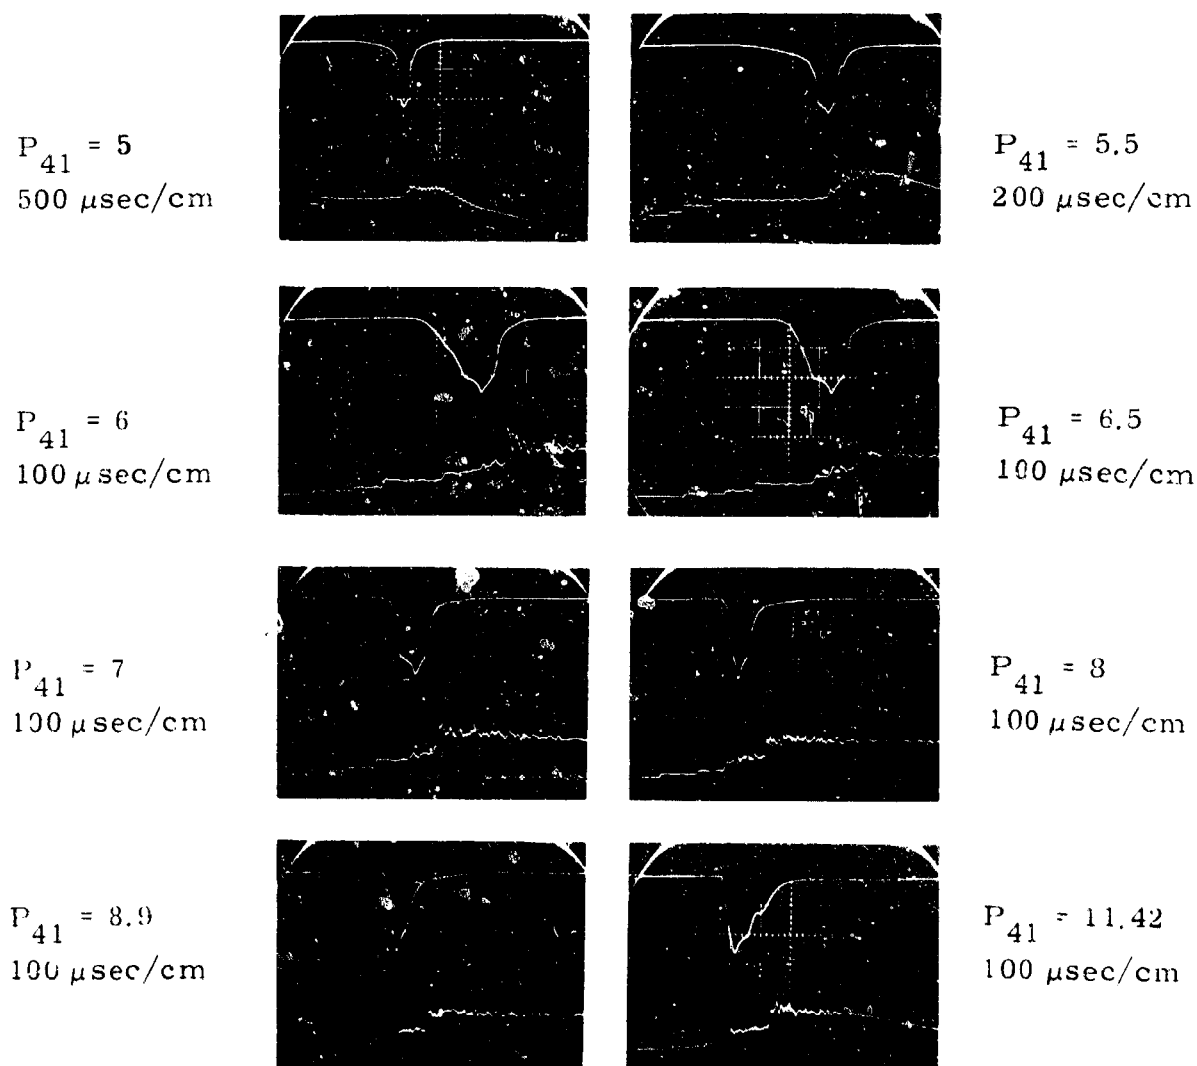 P41 = 5
500 μsec/cm
P41 = 5.5
200 μsec/cm
P41 = 6
100 μsec/cm
P41 = 6.5
100 μsec/cm
P41 = 7
100 μsec/cm
P41 = 8
100 μsec/cm
P41 = 8.9
100 μsec/cm
P41 = 11.42
100 μsec/cm